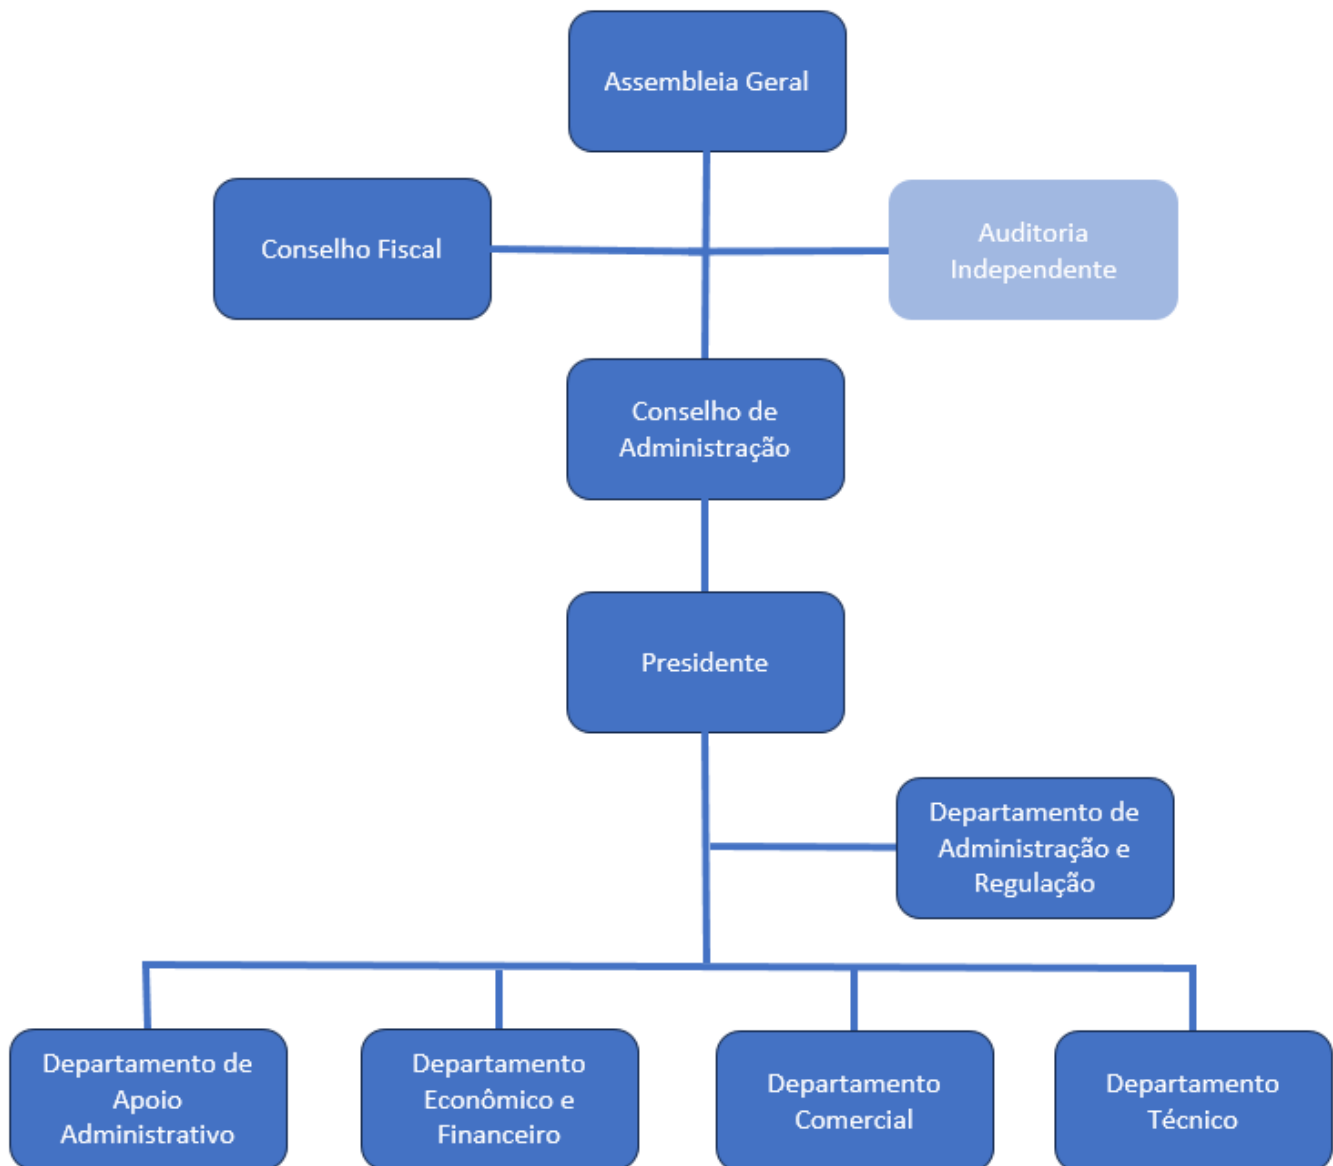 Assembleia Geral
Conselho Fiscal
Auditoria
Independente
Conselho de
Administração
Presidente
Departamento de
Administração e
Regulação
Departamento de
Apoio
Administrativo
Departamento
Econômico e
Financeiro
Departamento
Comercial
Departamento
Técnico